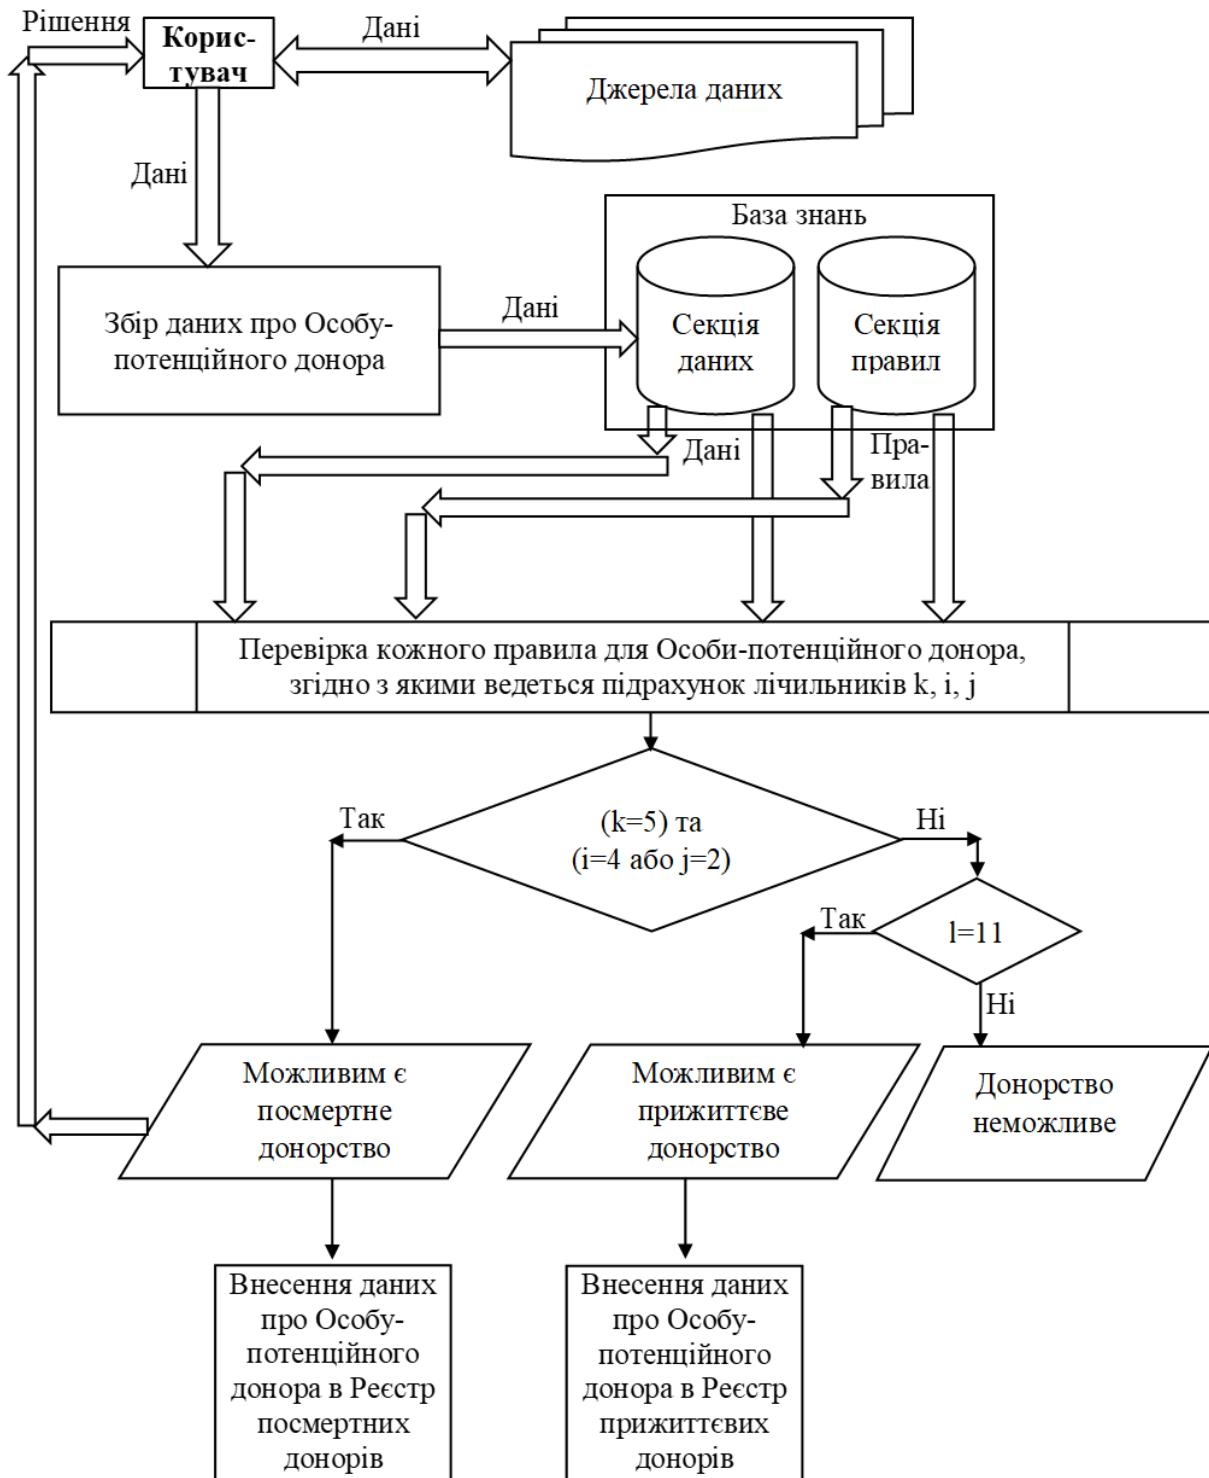 Рішення
Корис-
тувач
Дані
Джерела даних
Дані
База знань
Збір даних про Особу-
потенційного донора
Дані
Секція
даних
Секція
правил
Дані
Пра-
вила
Перевірка кожного правила для Особи-потенційного донора,
згідно з якими ведеться підрахунок лічильників k, i, j
Так
(k=5) та
(i=4 або j=2)
Ні
Так
l=11
Ні
Можливим є
посмертне
донорство
Можливим є
прижиттєве
донорство
Донорство
неможливе
Внесення даних
про Особу-
потенційного
донора в Реєстр
посмертних
донорів
Внесення даних
про Особу-
потенційного
донора в Реєстр
прижиттєвих
донорів